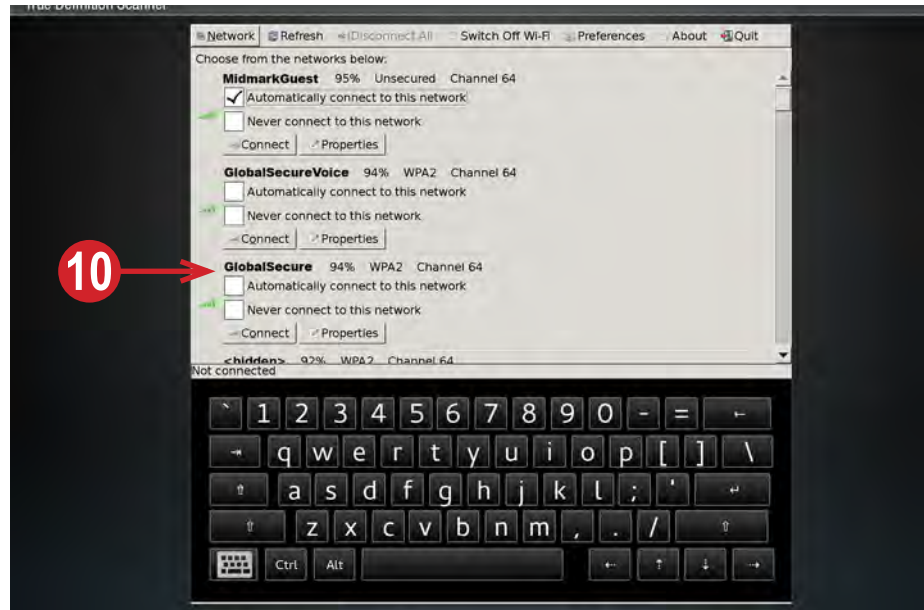 True Definition Scanner
Network Refresh Disconnect All Switch Off Wi-Fi Preferences About Quit
Choose from the networks below:
MidmarkGuest 95% Unsecured Channel 64
Automatically connect to this network
Never connect to this network
Connect Properties
GlobalSecureVoice 94% WPA2 Channel 64
Automatically connect to this network
Never connect to this network
Connect Properties
10
GlobalSecure 94% WPA2 Channel 64
Automatically connect to this network
Never connect to this network
Connect Properties
<hidden> 92% WPA2 Channel 64
Not connected
` 1 2 3 4 5 6 7 8 9 0 - = ←
⇥ q w e r t y u i o p [ ] \
⇧ a s d f g h j k l ; ' ↵
⇧ z x c v b n m , . / ⇧
Ctrl Alt ← ↑ ↓ →